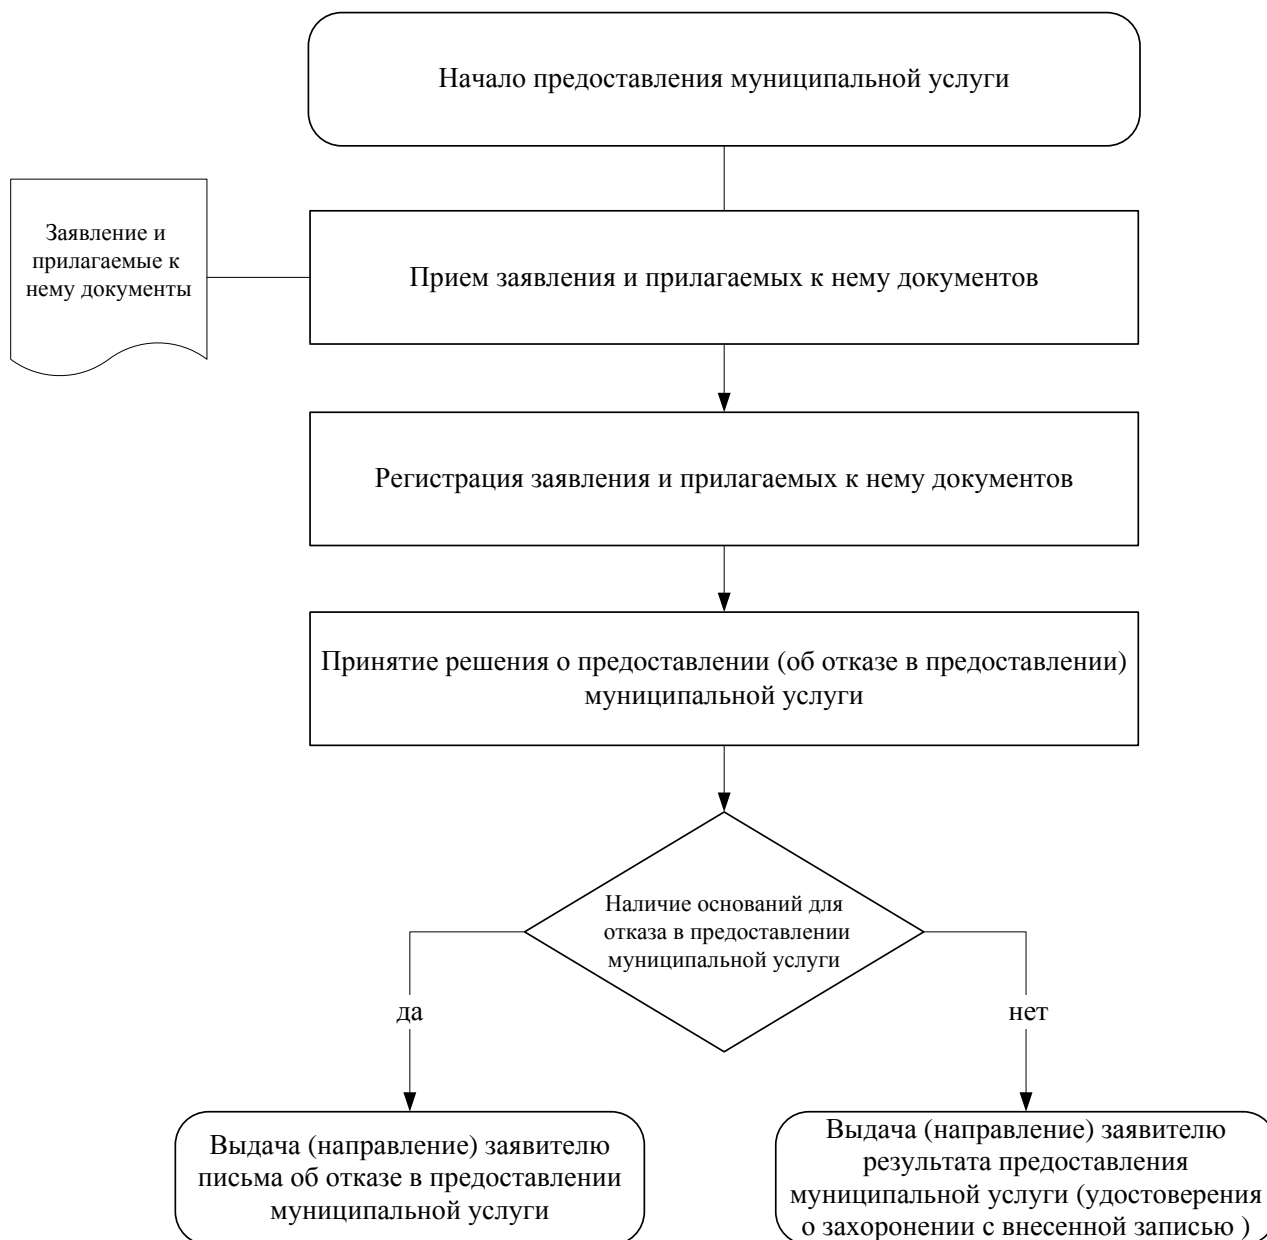 Начало предоставления муниципальной услуги
Заявление и
прилагаемые к
нему документы
Прием заявления и прилагаемых к нему документов
Регистрация заявления и прилагаемых к нему документов
Принятие решения о предоставлении (об отказе в предоставлении)
муниципальной услуги
Наличие оснований для
отказа в предоставлении
муниципальной услуги
да
нет
Выдача (направление) заявителю
письма об отказе в предоставлении
муниципальной услуги
Выдача (направление) заявителю
результата предоставления
муниципальной услуги (удостоверения
о захоронении с внесенной записью )